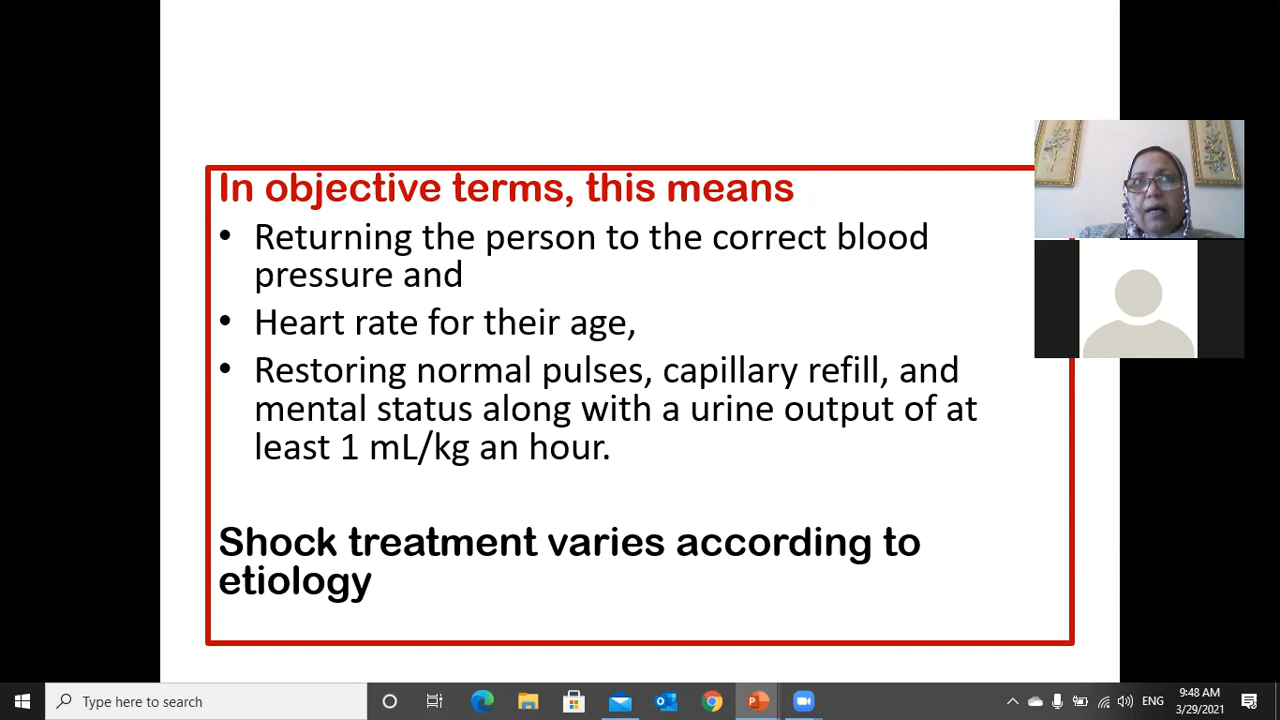 In objective terms, this means
• Returning the person to the correct blood
pressure and
• Heart rate for their age,
• Restoring normal pulses, capillary refill, and
mental status along with a urine output of at
least 1 mL/kg an hour.
Shock treatment varies according to
etiology
Type here to search
ENG
9:48 AM
3/29/2021